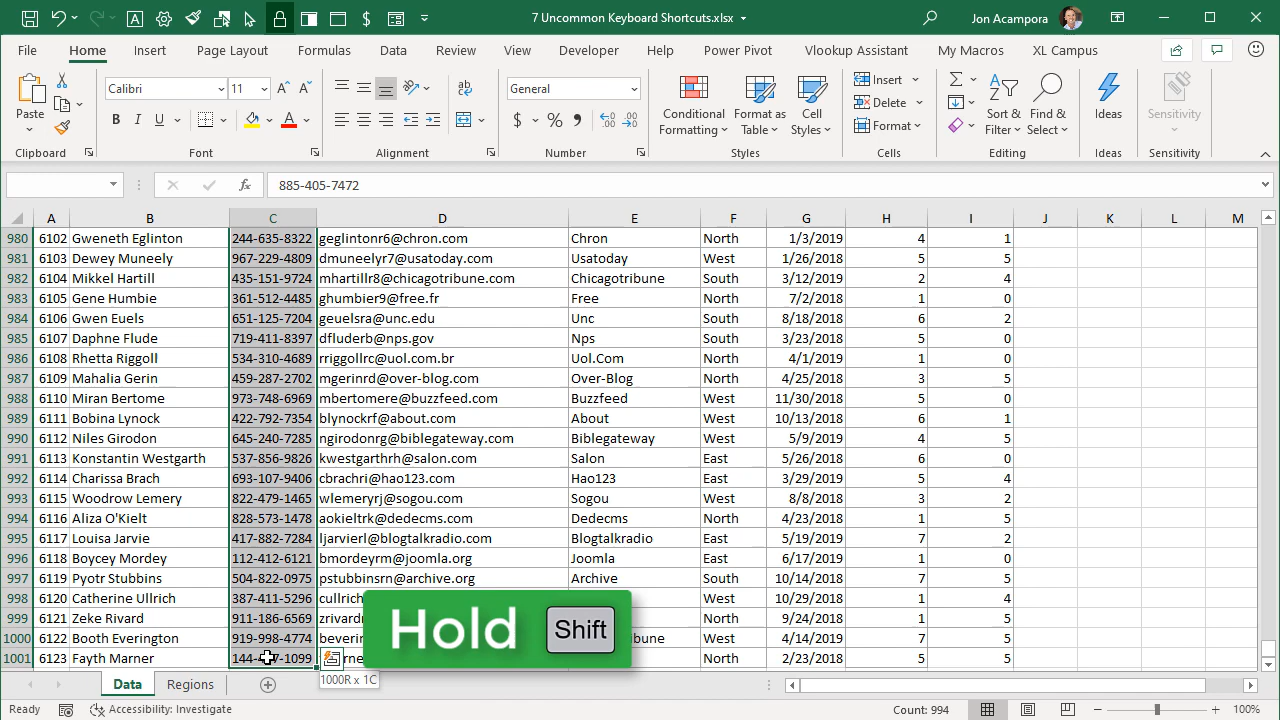 7 Uncommon Keyboard Shortcuts.xlsx
Jon Acampora
File Home Insert Page Layout Formulas Data Review View Developer Help Power Pivot Vlookup Assistant My Macros XL Campus
Calibri 11 General Insert
Delete
Format
Paste Conditional Formatting Format as Table Cell Styles Sort & Filter Find & Select Ideas Sensitivity
Clipboard Font Alignment Number Styles Cells Editing Ideas Sensitivity
885-405-7472
A B C D E F G H I J K L M
980 6102 Gweneth Eglinton 244-635-8322 geglintonr6@chron.com Chron North 1/3/2019 4 1
981 6103 Dewey Muneely 967-229-4809 dmuneelyr7@usatoday.com Usatoday West 1/26/2018 5 5
982 6104 Mikkel Hartill 435-151-9724 mhartillr8@chicagotribune.com Chicagotribune South 3/12/2019 2 4
983 6105 Gene Humbie 361-512-4485 ghumbier9@free.fr Free North 7/2/2018 1 0
984 6106 Gwen Euels 651-125-7204 geuelsra@unc.edu Unc South 8/18/2018 6 2
985 6107 Daphne Flude 719-411-8397 dfluderb@nps.gov Nps South 3/23/2018 5 0
986 6108 Rhetta Riggoll 534-310-4689 rriggollrc@uol.com.br Uol.Com North 4/1/2019 1 0
987 6109 Mahalia Gerin 459-287-2702 mgerinrd@over-blog.com Over-Blog North 4/25/2018 3 5
988 6110 Miran Bertome 973-748-6969 mbertomere@buzzfeed.com Buzzfeed West 11/30/2018 5 0
989 6111 Bobina Lynock 422-792-7354 blynockrf@about.com About West 10/13/2018 6 1
990 6112 Niles Girodon 645-240-7285 ngirodonrg@biblegateway.com Biblegateway West 5/9/2019 4 5
991 6113 Konstantin Westgarth 537-856-9826 kwestgarthrh@salon.com Salon East 5/26/2018 6 0
992 6114 Charissa Brach 693-107-9406 cbrachri@hao123.com Hao123 East 3/29/2019 5 4
993 6115 Woodrow Lemery 822-479-1465 wlemeryrj@sogou.com Sogou West 8/8/2018 3 2
994 6116 Aliza O'Kielt 828-573-1478 aokieltrk@dedecms.com Dedecms West 4/23/2018 1 5
995 6117 Louisa Jarvie 417-882-7284 ljarvierl@blogtalkradio.com Blogtalkradio East 5/19/2019 7 2
996 6118 Boycey Mordey 112-412-6121 bmordeyrm@joomla.org Joomla East 6/17/2019 1 0
997 6119 Pyotr Stubbins 504-822-0975 pstubbinsrn@archive.org Archive South 10/14/2018 7 5
998 6120 Catherine Ullrich 387-411-5296 West 10/29/2018 1 4
999 6121 Zeke Rivard 911-186-6569 South 9/24/2018 1 5
1000 6122 Booth Everington 919-998-4774 West 4/14/2019 7 5
1001 6123 Fayth Marner North 2/23/2018 5 5
Hold Shift
1000R x 1C
Data Regions
Ready Accessibility: Investigate Count: 994 100%